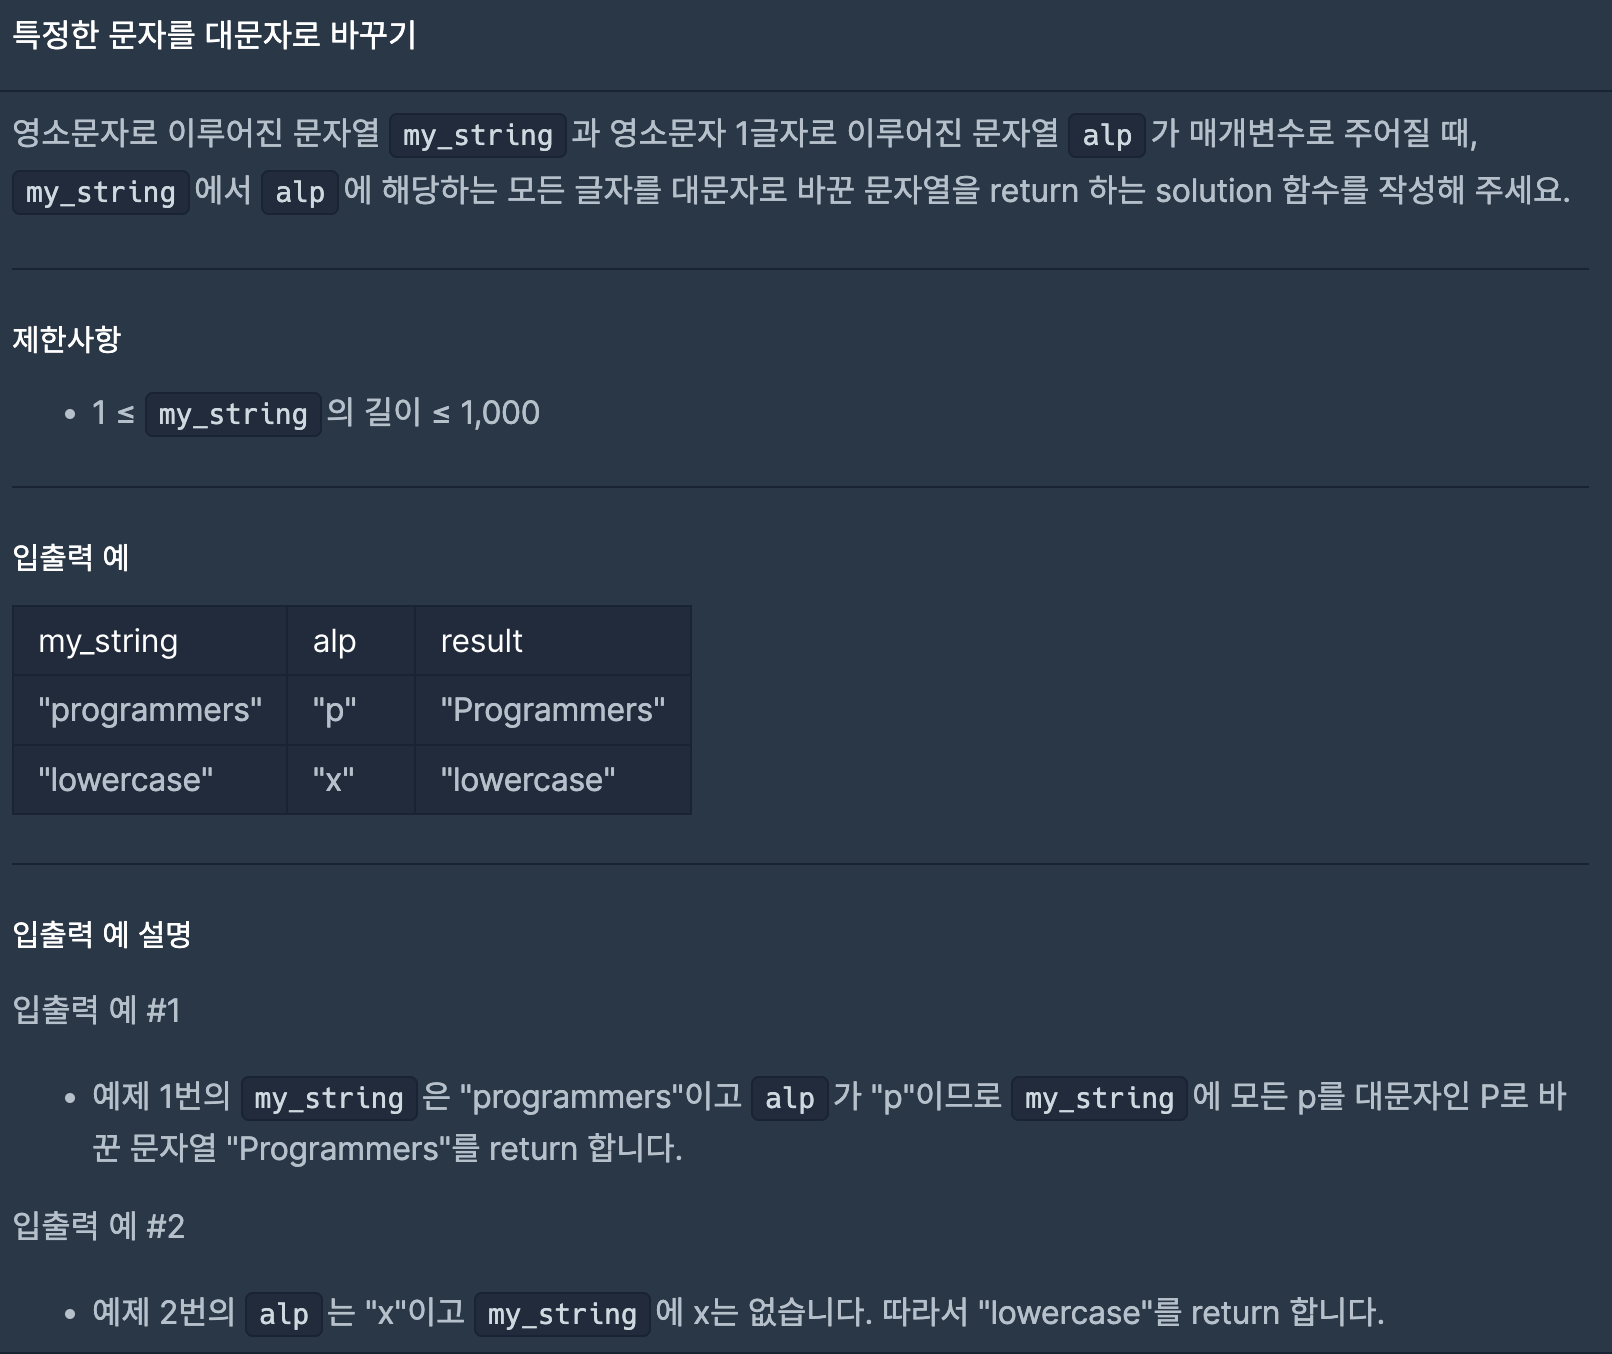 특정한 문자를 대문자로 바꾸기
영소문자로 이루어진 문자열 my_string 과 영소문자 1글자로 이루어진 문자열 alp 가 매개변수로 주어질 때,
my_string 에서 alp 에 해당하는 모든 글자를 대문자로 바꾼 문자열을 return 하는 solution 함수를 작성해 주세요.
제한사항
• 1 ≤ my_string 의 길이 ≤ 1,000
입출력 예
my_string alp result
"programmers" "p" "Programmers"
"lowercase" "x" "lowercase"
입출력 예 설명
입출력 예 #1
• 예제 1번의 my_string 은 "programmers"이고 alp 가 "p"이므로 my_string 에 모든 p를 대문자인 P로 바
꾼 문자열 "Programmers"를 return 합니다.
입출력 예 #2
• 예제 2번의 alp 는 "x"이고 my_string 에 x는 없습니다. 따라서 "lowercase"를 return 합니다.